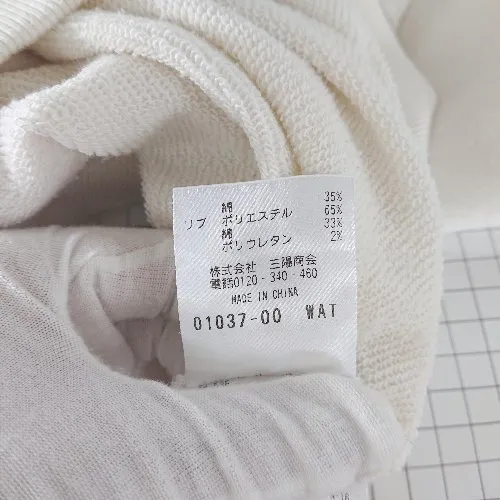 綿 35%
リブ ポリエステル 65%
綿 33%
ポリウレタン 2%
株式会社 三陽商会
電話0120-340-460
MADE IN CHINA
01037-00 WAT